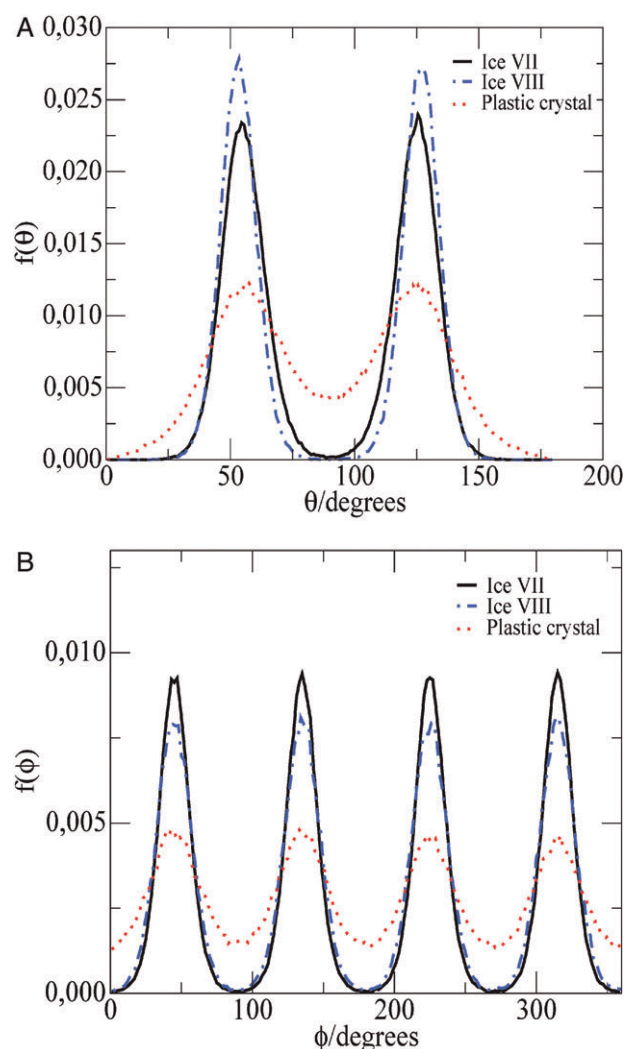 A
0,030
0,025
0,020
0,015
0,010
0,005
0,000
f(θ)
Ice VII
Ice VIII
Plastic crystal
0
50
100
150
200
θ/degrees
B
0,010
0,005
0,000
f(ϕ)
Ice VII
Ice VIII
Plastic crystal
0
100
200
300
ϕ/degrees